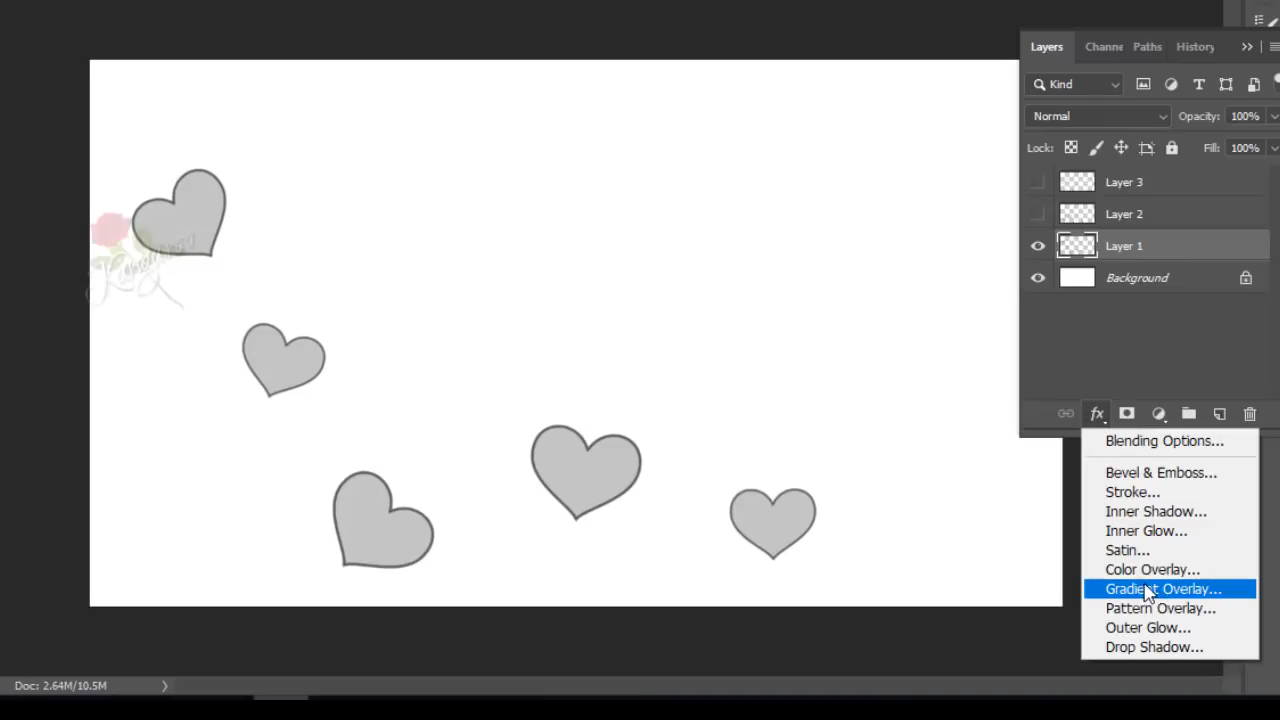 Layers Channe Paths History
Kind
Normal Opacity: 100%
Lock: Fill: 100%
Layer 3
Layer 2
Layer 1
Background
fx
Blending Options...
Bevel & Emboss...
Stroke...
Inner Shadow...
Inner Glow...
Satin...
Color Overlay...
Gradient Overlay...
Pattern Overlay...
Outer Glow...
Drop Shadow...
Doc: 2.64M/10.5M